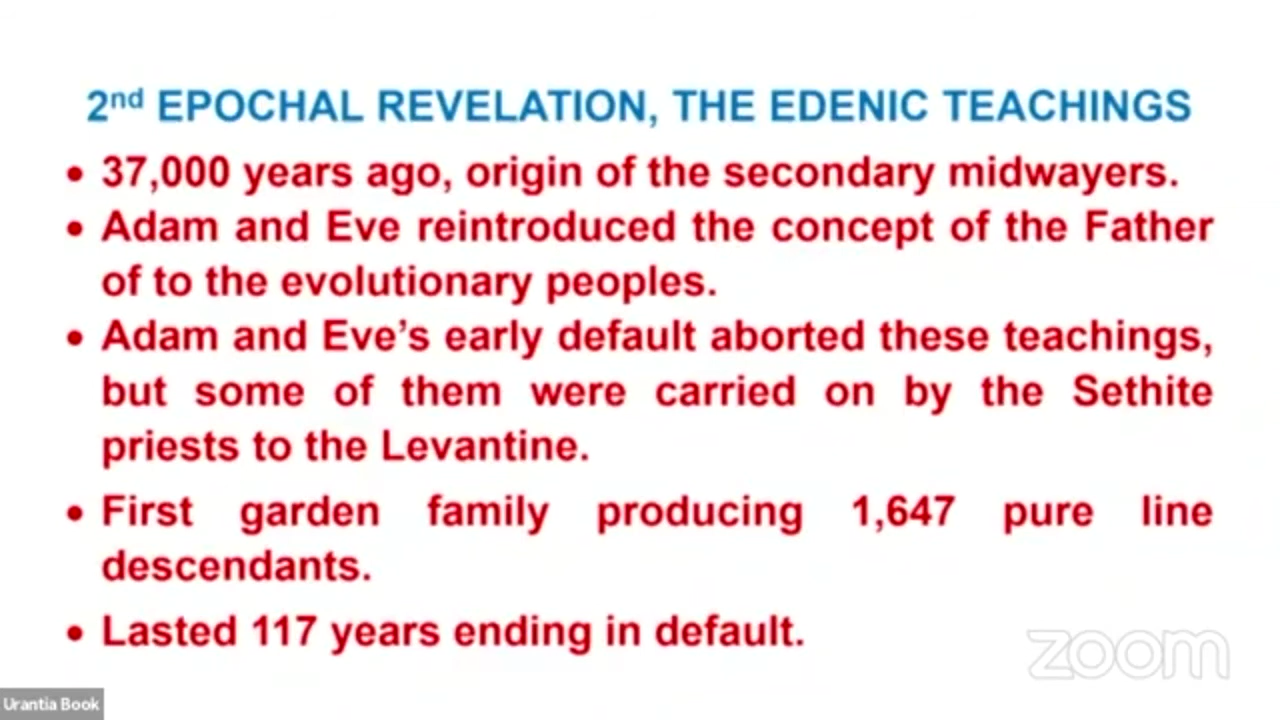 2nd EPOCHAL REVELATION, THE EDENIC TEACHINGS
• 37,000 years ago, origin of the secondary midwayers.
• Adam and Eve reintroduced the concept of the Father
of to the evolutionary peoples.
• Adam and Eve’s early default aborted these teachings,
but some of them were carried on by the Sethite
priests to the Levantine.
• First garden family producing 1,647 pure line
descendants.
• Lasted 117 years ending in default.
zoom
Urantia Book